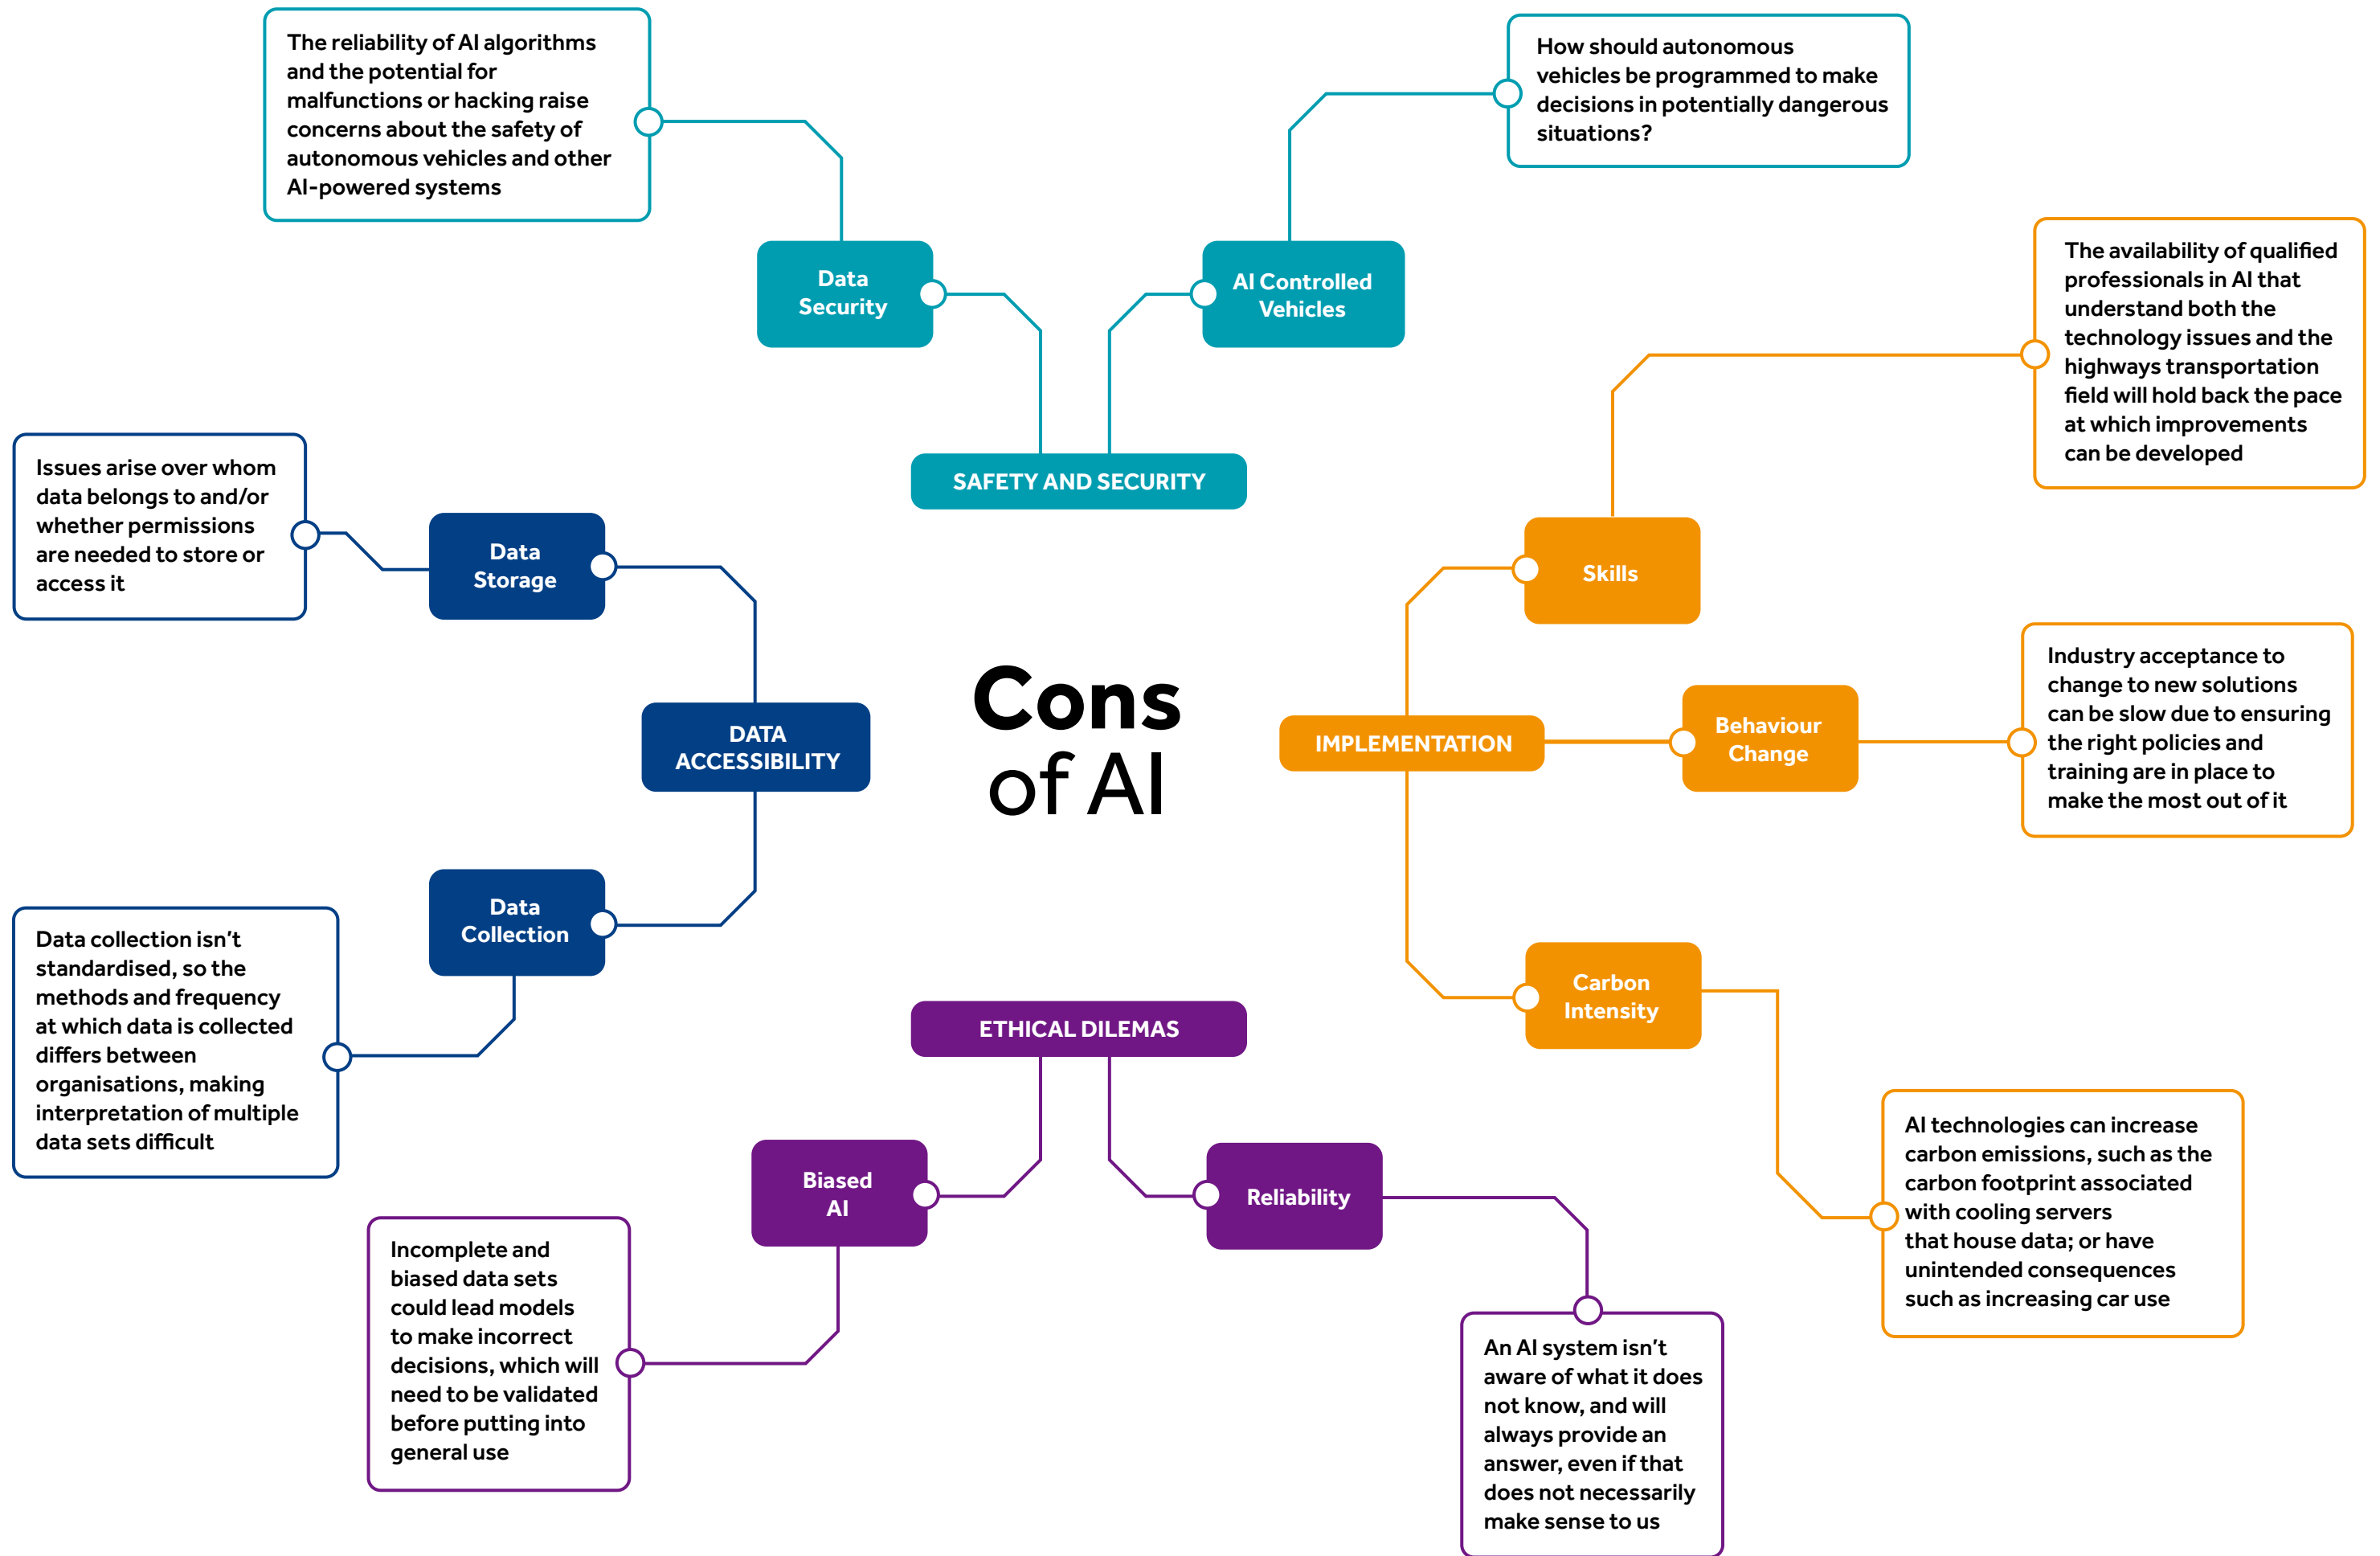 The reliability of AI algorithms
and the potential for
malfunctions or hacking raise
concerns about the safety of
autonomous vehicles and other
AI-powered systems
How should autonomous
vehicles be programmed to make
decisions in potentially dangerous
situations?
Data
Security
AI Controlled
Vehicles
SAFETY AND SECURITY
The availability of qualified
professionals in AI that
understand both the
technology issues and the
highways transportation
field will hold back the pace
at which improvements
can be developed
Skills
Issues arise over whom
data belongs to and/or
whether permissions
are needed to store or
access it
Data
Storage
DATA
ACCESSIBILITY
Cons
of AI
IMPLEMENTATION
Behaviour
Change
Industry acceptance to
change to new solutions
can be slow due to ensuring
the right policies and
training are in place to
make the most out of it
Data
Collection
Data collection isn't
standardised, so the
methods and frequency
at which data is collected
differs between
organisations, making
interpretation of multiple
data sets difficult
Carbon
Intensity
AI technologies can increase
carbon emissions, such as the
carbon footprint associated
with cooling servers
that house data; or have
unintended consequences
such as increasing car use
ETHICAL DILEMAS
Biased
AI
Reliability
Incomplete and
biased data sets
could lead models
to make incorrect
decisions, which will
need to be validated
before putting into
general use
An AI system isn't
aware of what it does
not know, and will
always provide an
answer, even if that
does not necessarily
make sense to us